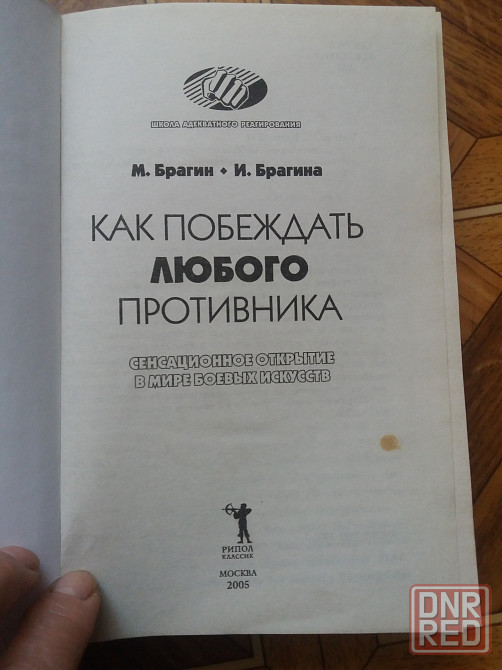 ШКОЛА АДЕКВАТНОГО РЕАГИРОВАНИЯ
М. Брагин • И. Брагина
КАК ПОБЕЖДАТЬ
ЛЮБОГО
ПРОТИВНИКА
СЕНСАЦИОННОЕ ОТКРЫТИЕ
В МИРЕ БОЕВЫХ ИСКУССТВ
РИПОЛ
КЛАССИК
МОСКВА
2005
DNR
RED